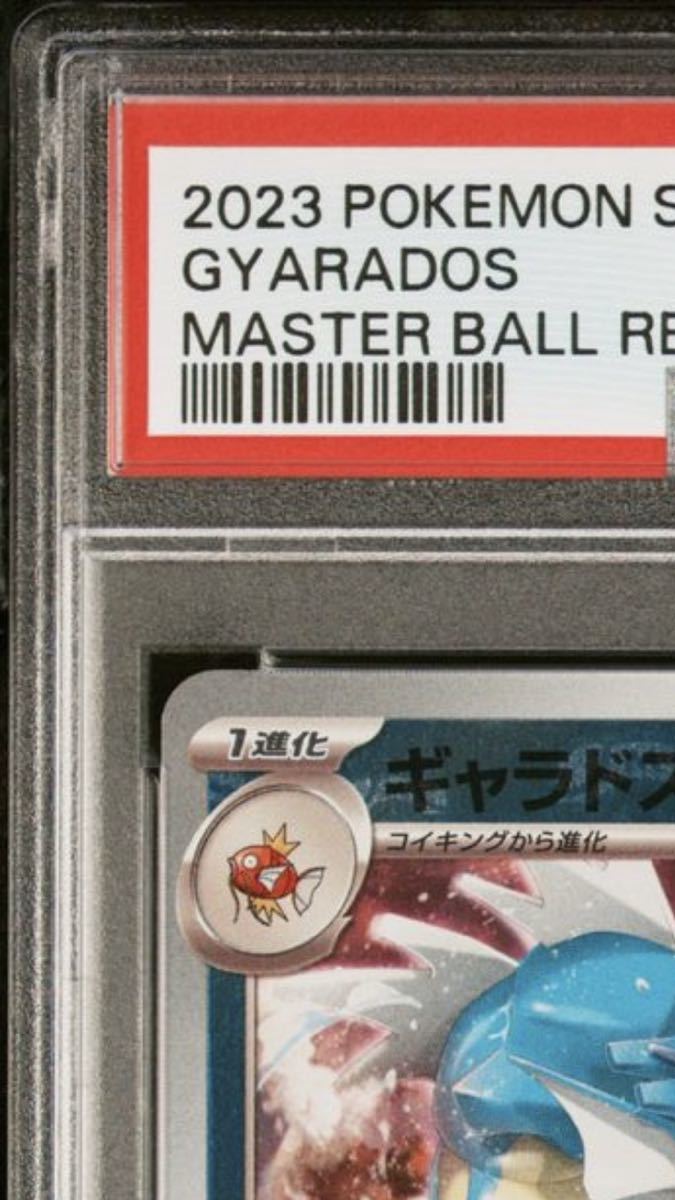 2023 POKEMON S
GYARADOS
MASTER BALL RE
1進化
ギャラドス
コイキングから進化